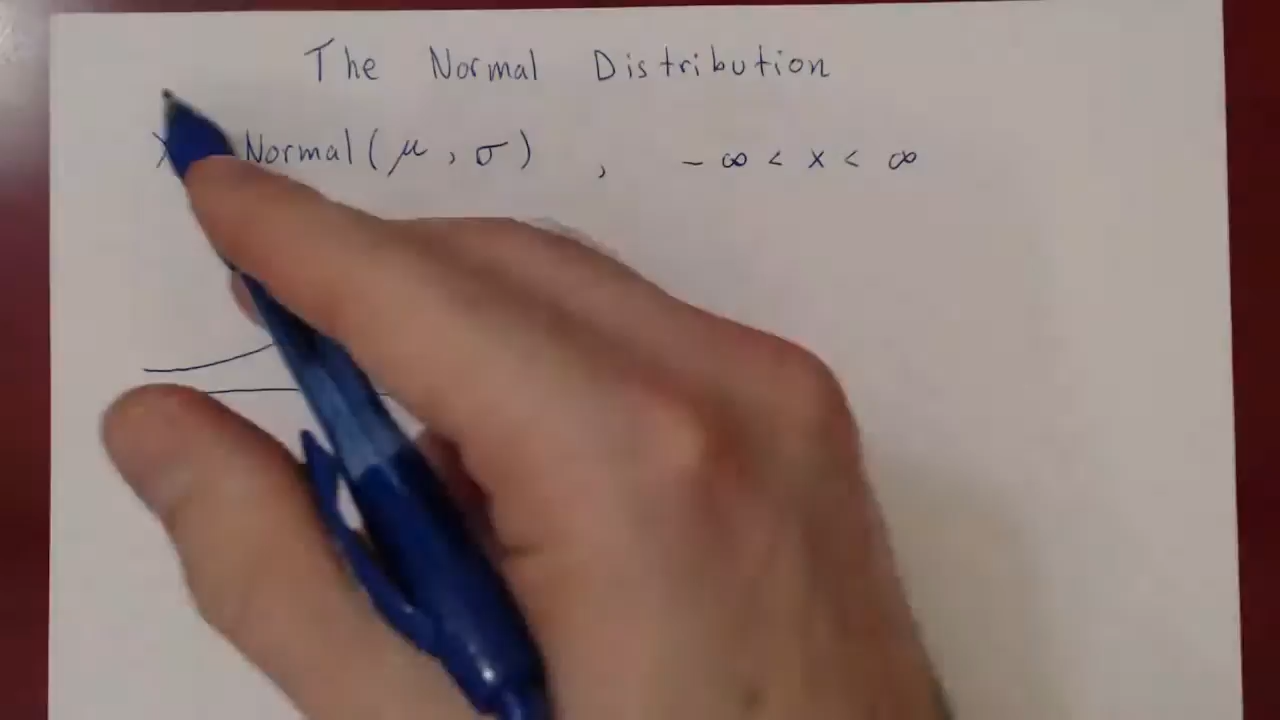 The Normal Distribution
Normal(μ, σ) , -∞ < x < ∞